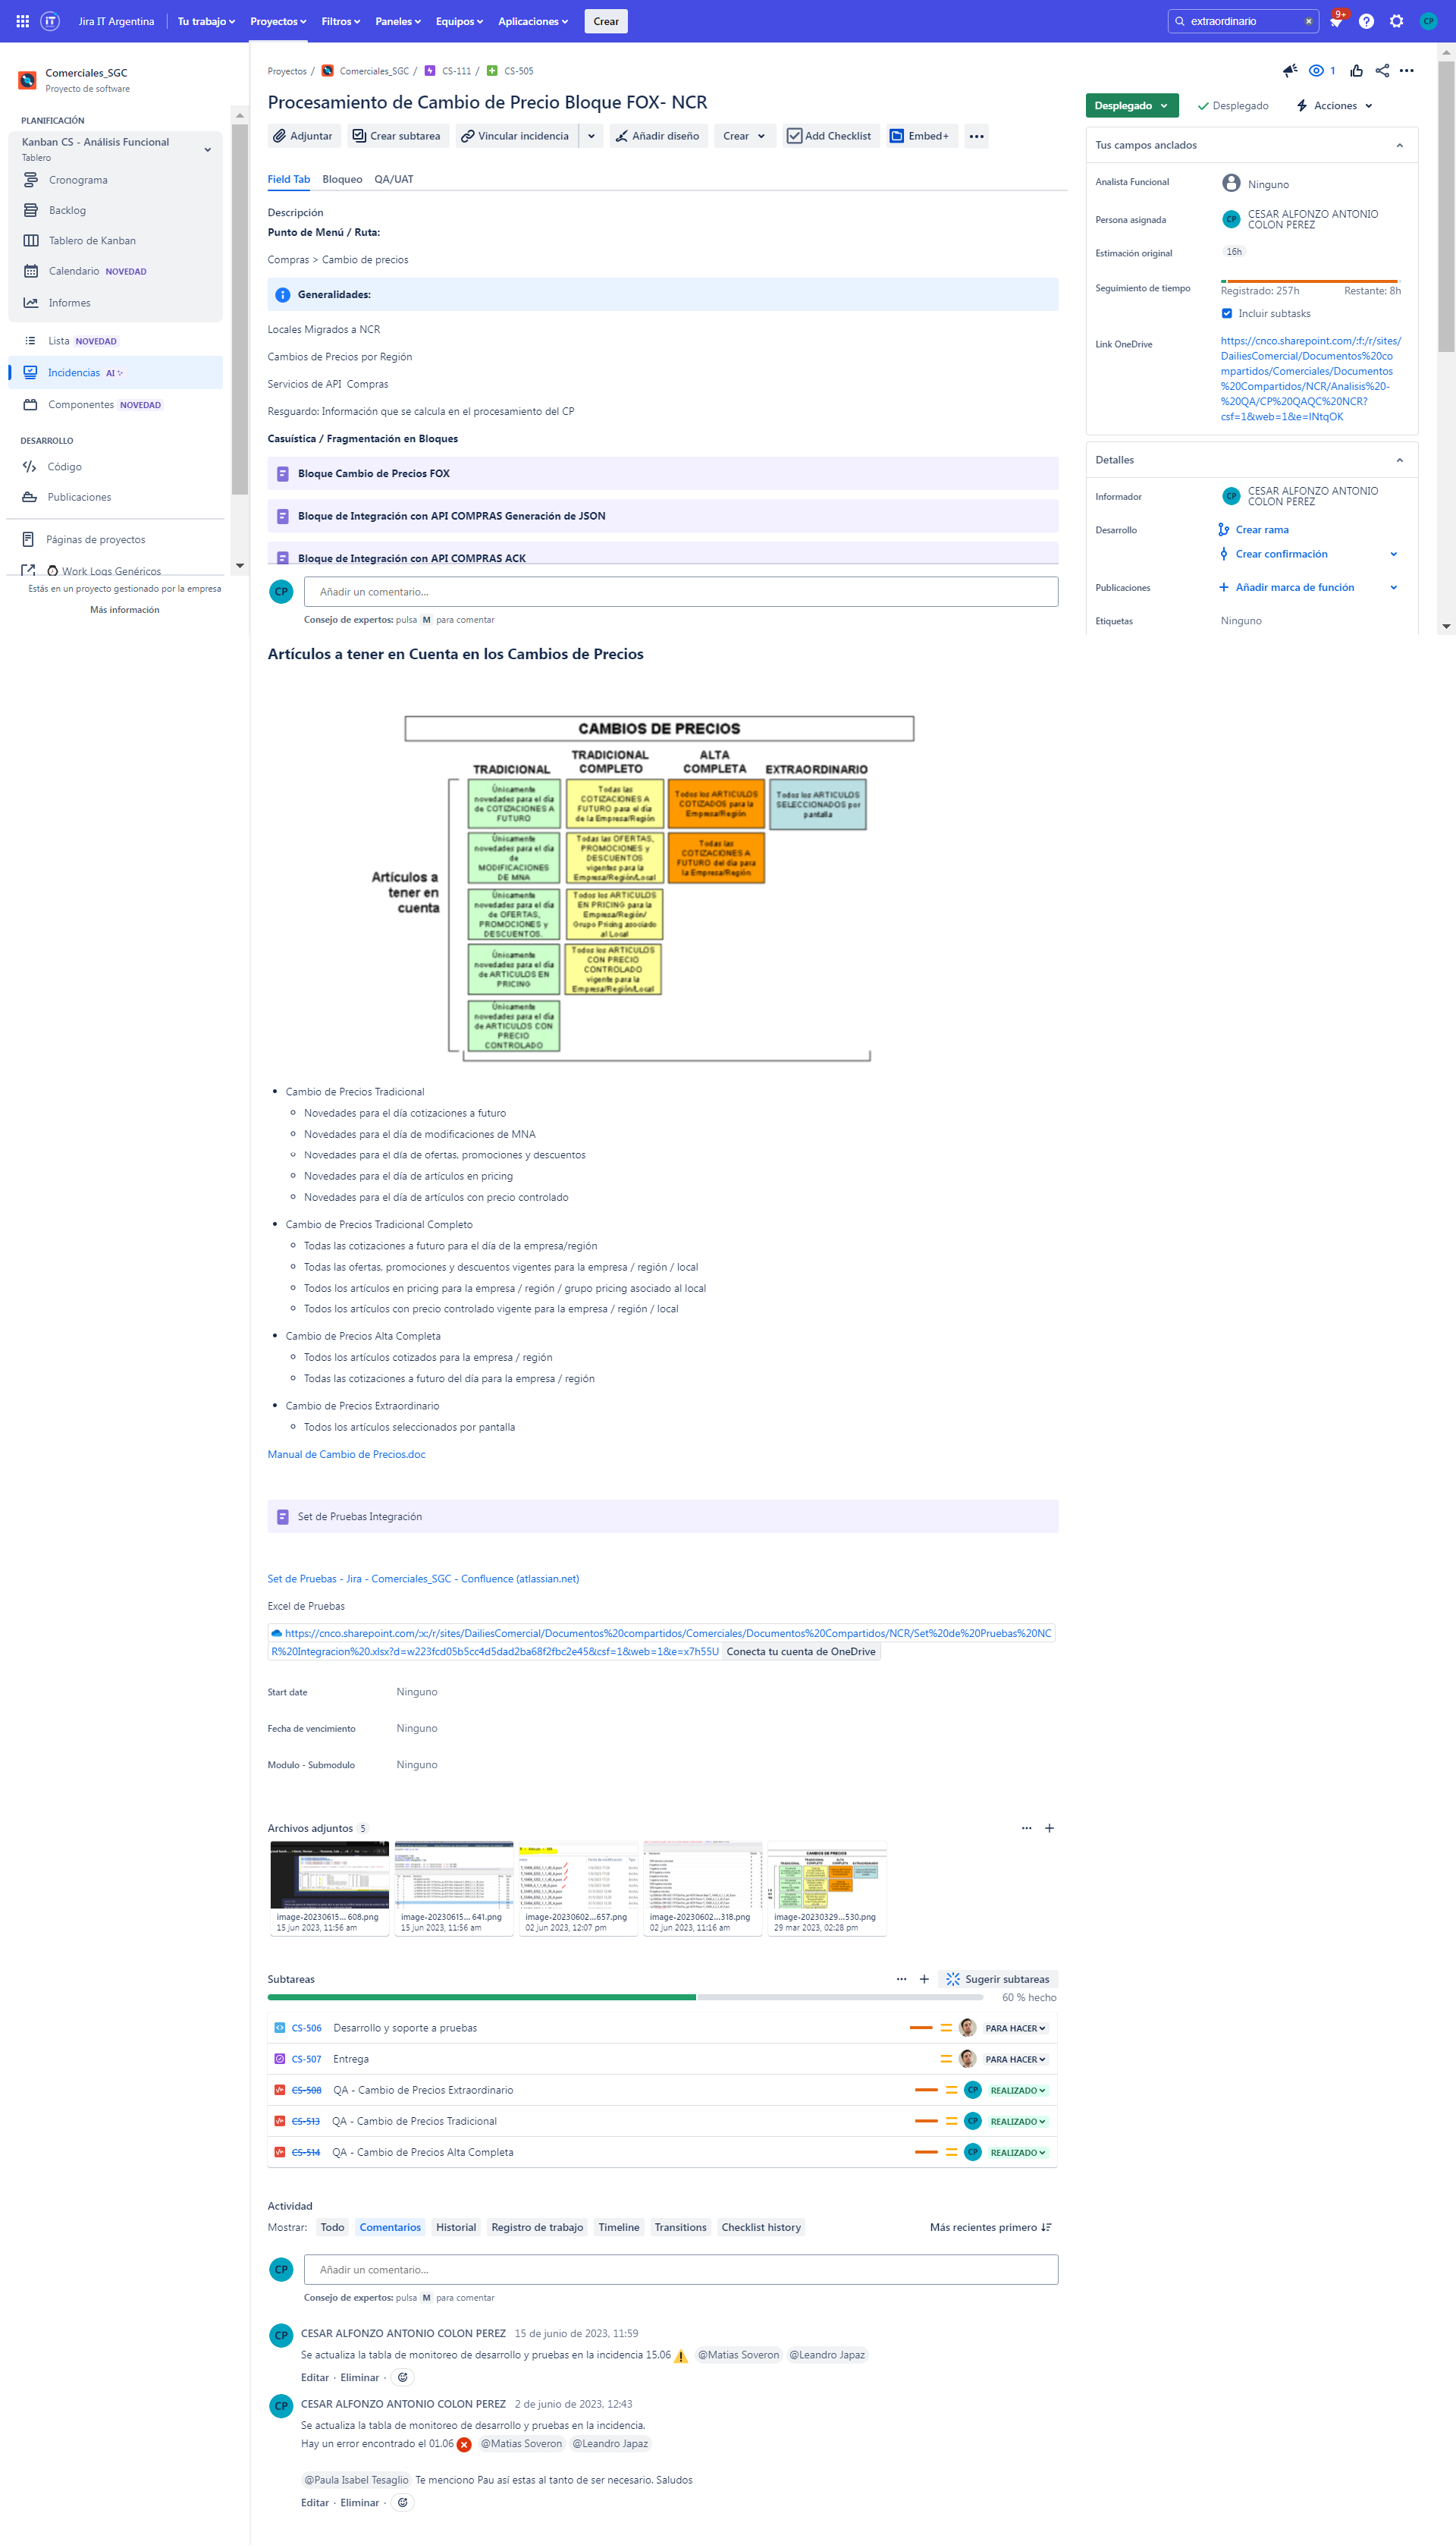 Jira IT Argentina
Tu trabajo
Proyectos
Filtros
Paneles
Equipos
Aplicaciones
Crear
extraordinario
9+
CP
Comerciales_SGC
Proyecto de software
PLANIFICACIÓN
Kanban CS - Análisis Funcional
Tablero
Cronograma
Backlog
Tablero de Kanban
Calendario NOVEDAD
Informes
Lista NOVEDAD
Incidencias AI
Componentes NOVEDAD
DESARROLLO
Código
Publicaciones
Páginas de proyectos
Work Logs Genéricos
Estás en un proyecto gestionado por la empresa
Más información
Proyectos / Comerciales_SGC / CS-111 / CS-505
Procesamiento de Cambio de Precio Bloque FOX- NCR
Adjuntar
Crear subtarea
Vincular incidencia
Añadir diseño
Crear
Add Checklist
Embed+
Field Tab
Bloqueo
QA/UAT
Descripción
Punto de Menú / Ruta:
Compras > Cambio de precios
Generalidades:
Locales Migrados a NCR
Cambios de Precios por Región
Servicios de API Compras
Resguardo: Información que se calcula en el procesamiento del CP
Casuística / Fragmentación en Bloques
Bloque Cambio de Precios FOX
Bloque de Integración con API COMPRAS Generación de JSON
Bloque de Integración con API COMPRAS ACK
CP
Añadir un comentario...
Consejo de expertos: pulsa M para comentar
1
Desplegado
Desplegado
Acciones
Tus campos anclados
Analista Funcional
Ninguno
Persona asignada
CP
CESAR ALFONZO ANTONIO
COLON PEREZ
Estimación original
16h
Seguimiento de tiempo
Registrado: 257h
Restante: 8h
Incluir subtasks
Link OneDrive
https://cnco.sharepoint.com/:f:/r/sites/
DailiesComercial/Documentos%20co
mpartidos/Comerciales/Documentos
%20Compartidos/NCR/Analisis%20-
%20QA/CP%20QAQC%20NCR?
csf=1&web=1&e=INtqOK
Detalles
Informador
CP
CESAR ALFONZO ANTONIO
COLON PEREZ
Desarrollo
Crear rama
Crear confirmación
Publicaciones
Añadir marca de función
Etiquetas
Ninguno
Artículos a tener en Cuenta en los Cambios de Precios
CAMBIOS DE PRECIOS
TRADICIONAL
TRADICIONAL
COMPLETO
ALTA
COMPLETA
EXTRAORDINARIO
Artículos a
tener en
cuenta
Únicamente
novedades para el día
de COTIZACIONES A
FUTURO
Todas las
COTIZACIONES A
FUTURO para el día
de la Empresa/Región
Todos los ARTICULOS
COTIZADOS para la
Empresa/Región
Todos los ARTICULOS
SELECCIONADOS por
pantalla
Únicamente
novedades para el día
de
MODIFICACIONES
DE MNA
Todas las OFERTAS,
PROMOCIONES y
DESCUENTOS
vigentes para la
Empresa/Región/Local
Todas las
COTIZACIONES A
FUTURO del día para
la Empresa/Región
Únicamente
novedades para el día
de OFERTAS,
PROMOCIONES y
DESCUENTOS.
Todos los ARTICULOS
EN PRICING para la
Empresa/Región/
Grupo Pricing asociado
al Local
Únicamente
novedades para el día
de ARTICULOS EN
PRICING
Todos los ARTICULOS
CON PRECIO
CONTROLADO
vigente para la
Empresa/Región/Local
Únicamente
novedades para el día
de ARTICULOS CON
PRECIO
CONTROLADO
Cambio de Precios Tradicional
Novedades para el día cotizaciones a futuro
Novedades para el día de modificaciones de MNA
Novedades para el día de ofertas, promociones y descuentos
Novedades para el día de artículos en pricing
Novedades para el día de artículos con precio controlado
Cambio de Precios Tradicional Completo
Todas las cotizaciones a futuro para el día de la empresa/región
Todas las ofertas, promociones y descuentos vigentes para la empresa / región / local
Todos los artículos en pricing para la empresa / región / grupo pricing asociado al local
Todos los artículos con precio controlado vigente para la empresa / región / local
Cambio de Precios Alta Completa
Todos los artículos cotizados para la empresa / región
Todas las cotizaciones a futuro del día para la empresa / región
Cambio de Precios Extraordinario
Todos los artículos seleccionados por pantalla
Manual de Cambio de Precios.doc
Set de Pruebas Integración
Set de Pruebas - Jira - Comerciales_SGC - Confluence (atlassian.net)
Excel de Pruebas
https://cnco.sharepoint.com/:x:/r/sites/DailiesComercial/Documentos%20compartidos/Comerciales/Documentos%20Compartidos/NCR/Set%20de%20Pruebas%20NC
R%20Integracion%20.xlsx?d=w223fcd05b5cc4d5dad2ba68f2fbc2e45&csf=1&web=1&e=x7h55U Conecta tu cuenta de OneDrive
Start date
Ninguno
Fecha de vencimiento
Ninguno
Modulo - Submodulo
Ninguno
Archivos adjuntos 5
image-20230615... 608.png
15 jun 2023, 11:56 am
image-20230615... 641.png
15 jun 2023, 11:56 am
image-20230602...657.png
02 jun 2023, 12:07 pm
image-20230602...318.png
02 jun 2023, 11:16 am
image-20230329...530.png
29 mar 2023, 02:28 pm
Subtareas
Sugerir subtareas
60 % hecho
CS-506 Desarrollo y soporte a pruebas PARA HACER
CS-507 Entrega PARA HACER
CS-508 QA - Cambio de Precios Extraordinario CP REALIZADO
CS-513 QA - Cambio de Precios Tradicional CP REALIZADO
CS-514 QA - Cambio de Precios Alta Completa CP REALIZADO
Actividad
Mostrar: Todo Comentarios Historial Registro de trabajo Timeline Transitions Checklist history
Más recientes primero
CP
Añadir un comentario...
Consejo de expertos: pulsa M para comentar
CP
CESAR ALFONZO ANTONIO COLON PEREZ 15 de junio de 2023, 11:59
Se actualiza la tabla de monitoreo de desarrollo y pruebas en la incidencia 15.06 @Matias Soveron @Leandro Japaz
Editar · Eliminar ·
CP
CESAR ALFONZO ANTONIO COLON PEREZ 2 de junio de 2023, 12:43
Se actualiza la tabla de monitoreo de desarrollo y pruebas en la incidencia.
Hay un error encontrado el 01.06 @Matias Soveron @Leandro Japaz
@Paula Isabel Tesaglio Te menciono Pau así estas al tanto de ser necesario. Saludos
Editar · Eliminar ·